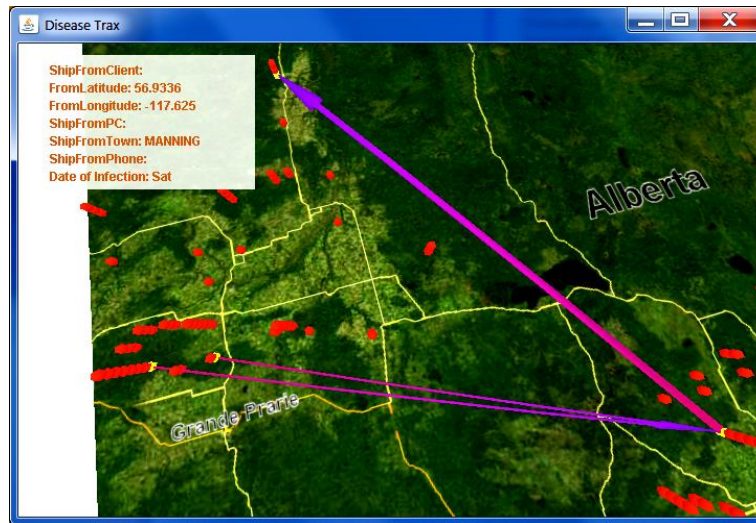 Disease Trax
ShipFromClient:
FromLatitude: 56.9336
FromLongitude: -117.625
ShipFromPC:
ShipFromTown: MANNING
ShipFromPhone:
Date of Infection: Sat
Alberta
Grande Prarie